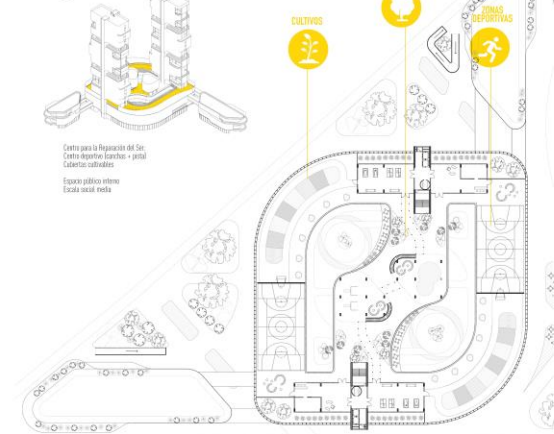 CULTIVOS
ZONAS
DEPORTIVAS
Centro para la Reparación del Ser.
Centro deportivo (canchas + pista)
Cubiertas cultivables
Espacio público interno
Escala social media